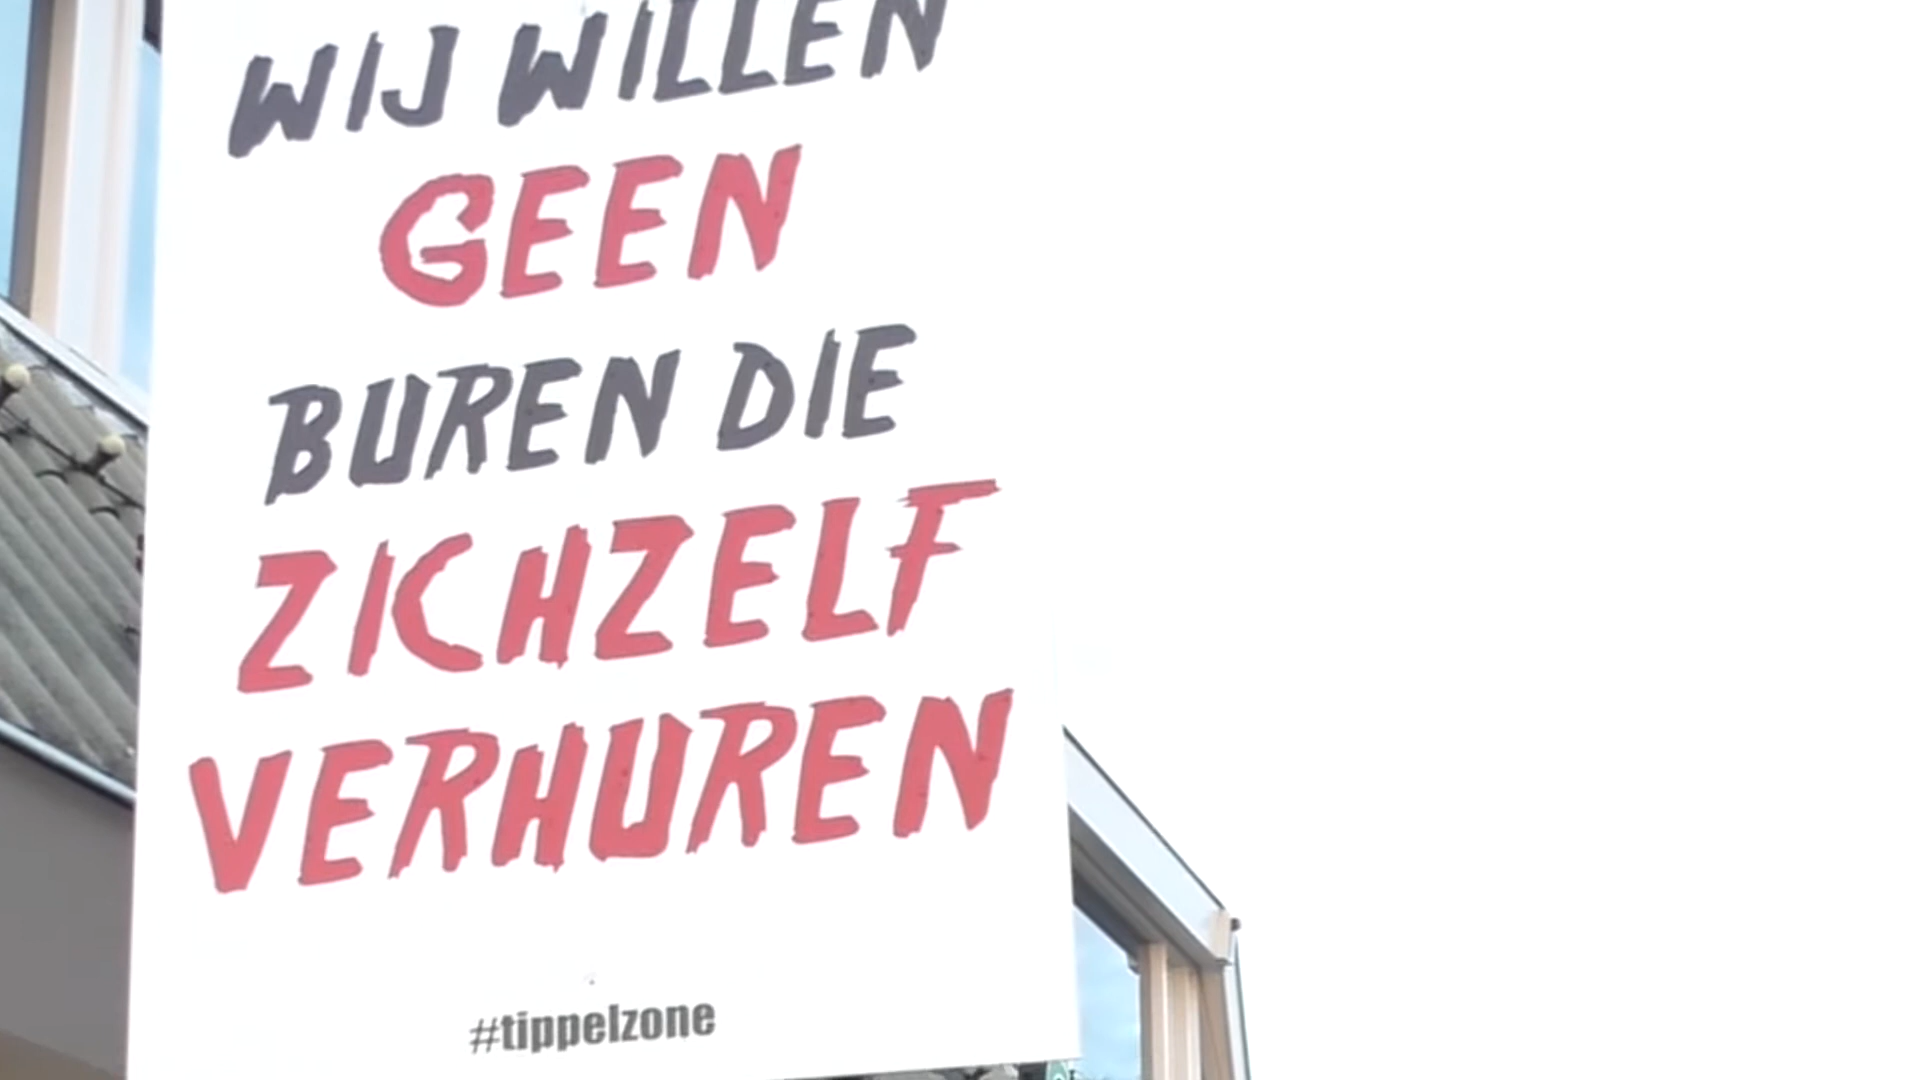 WIJ WILLEN
GEEN
BUREN DIE
ZICHZELF
VERHUREN
#tippelzone